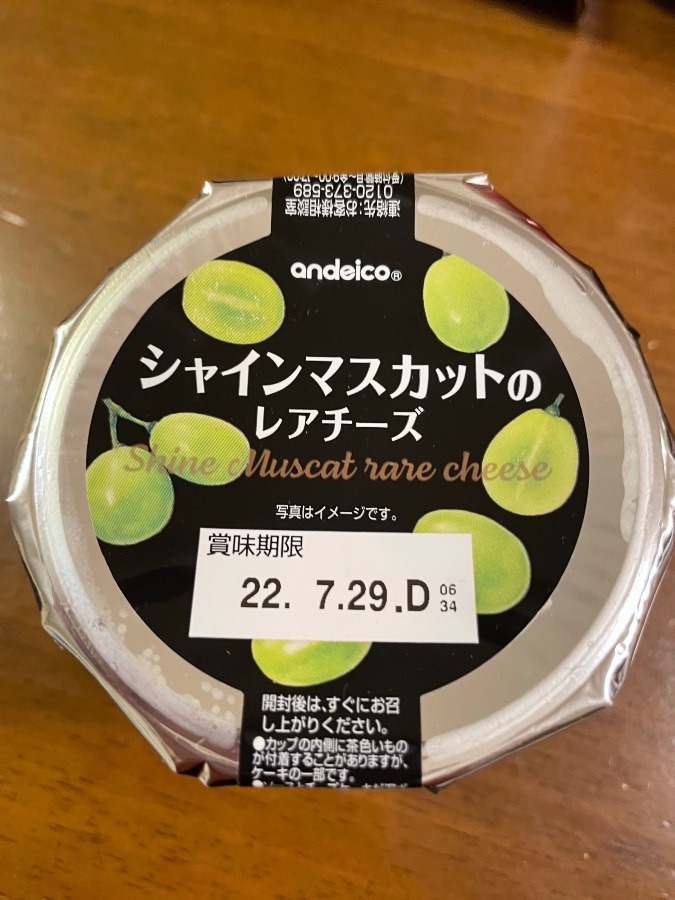 連絡先:お客様相談室
0120-373-589
andeico®
シャインマスカットの
レアチーズ
Shine Muscat rare cheese
写真はイメージです。
賞味期限
22. 7.29.D 06
34
開封後は、すぐにお召
し上がりください。
●カップの内側に茶色いもの
が付着することがありますが、
ケーキの一部です。